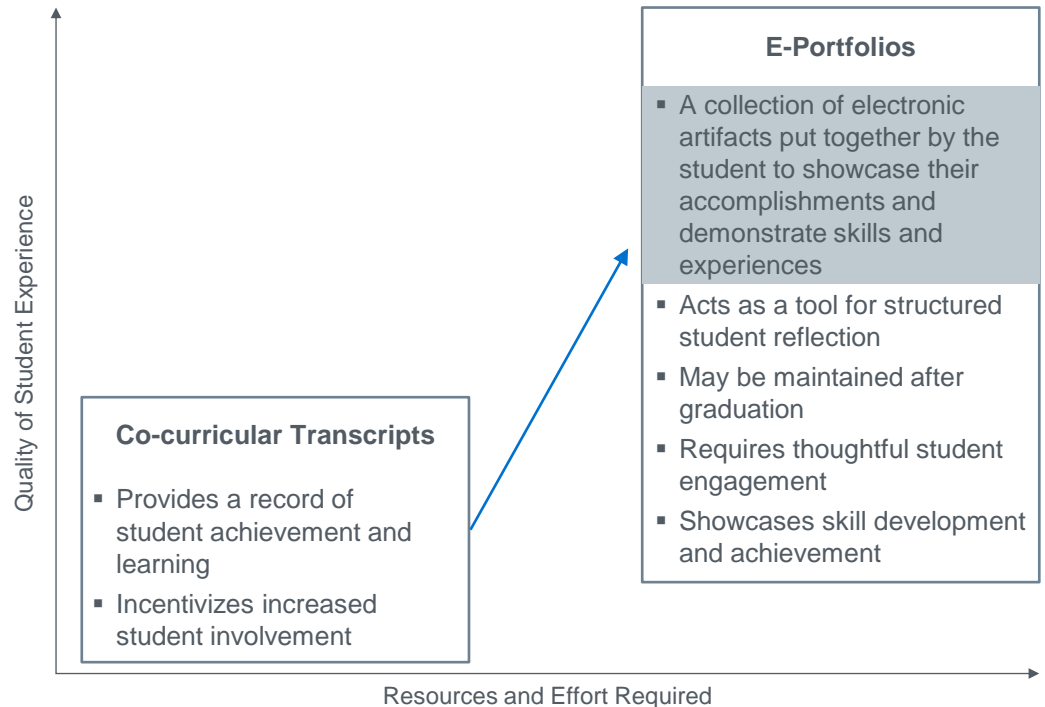 E-Portfolios
▪ A collection of electronic
artifacts put together by the
student to showcase their
accomplishments and
demonstrate skills and
experiences
▪ Acts as a tool for structured
student reflection
▪ May be maintained after
graduation
▪ Requires thoughtful student
engagement
▪ Showcases skill development
and achievement
Quality of Student Experience
Co-curricular Transcripts
▪ Provides a record of
student achievement and
learning
▪ Incentivizes increased
student involvement
Resources and Effort Required